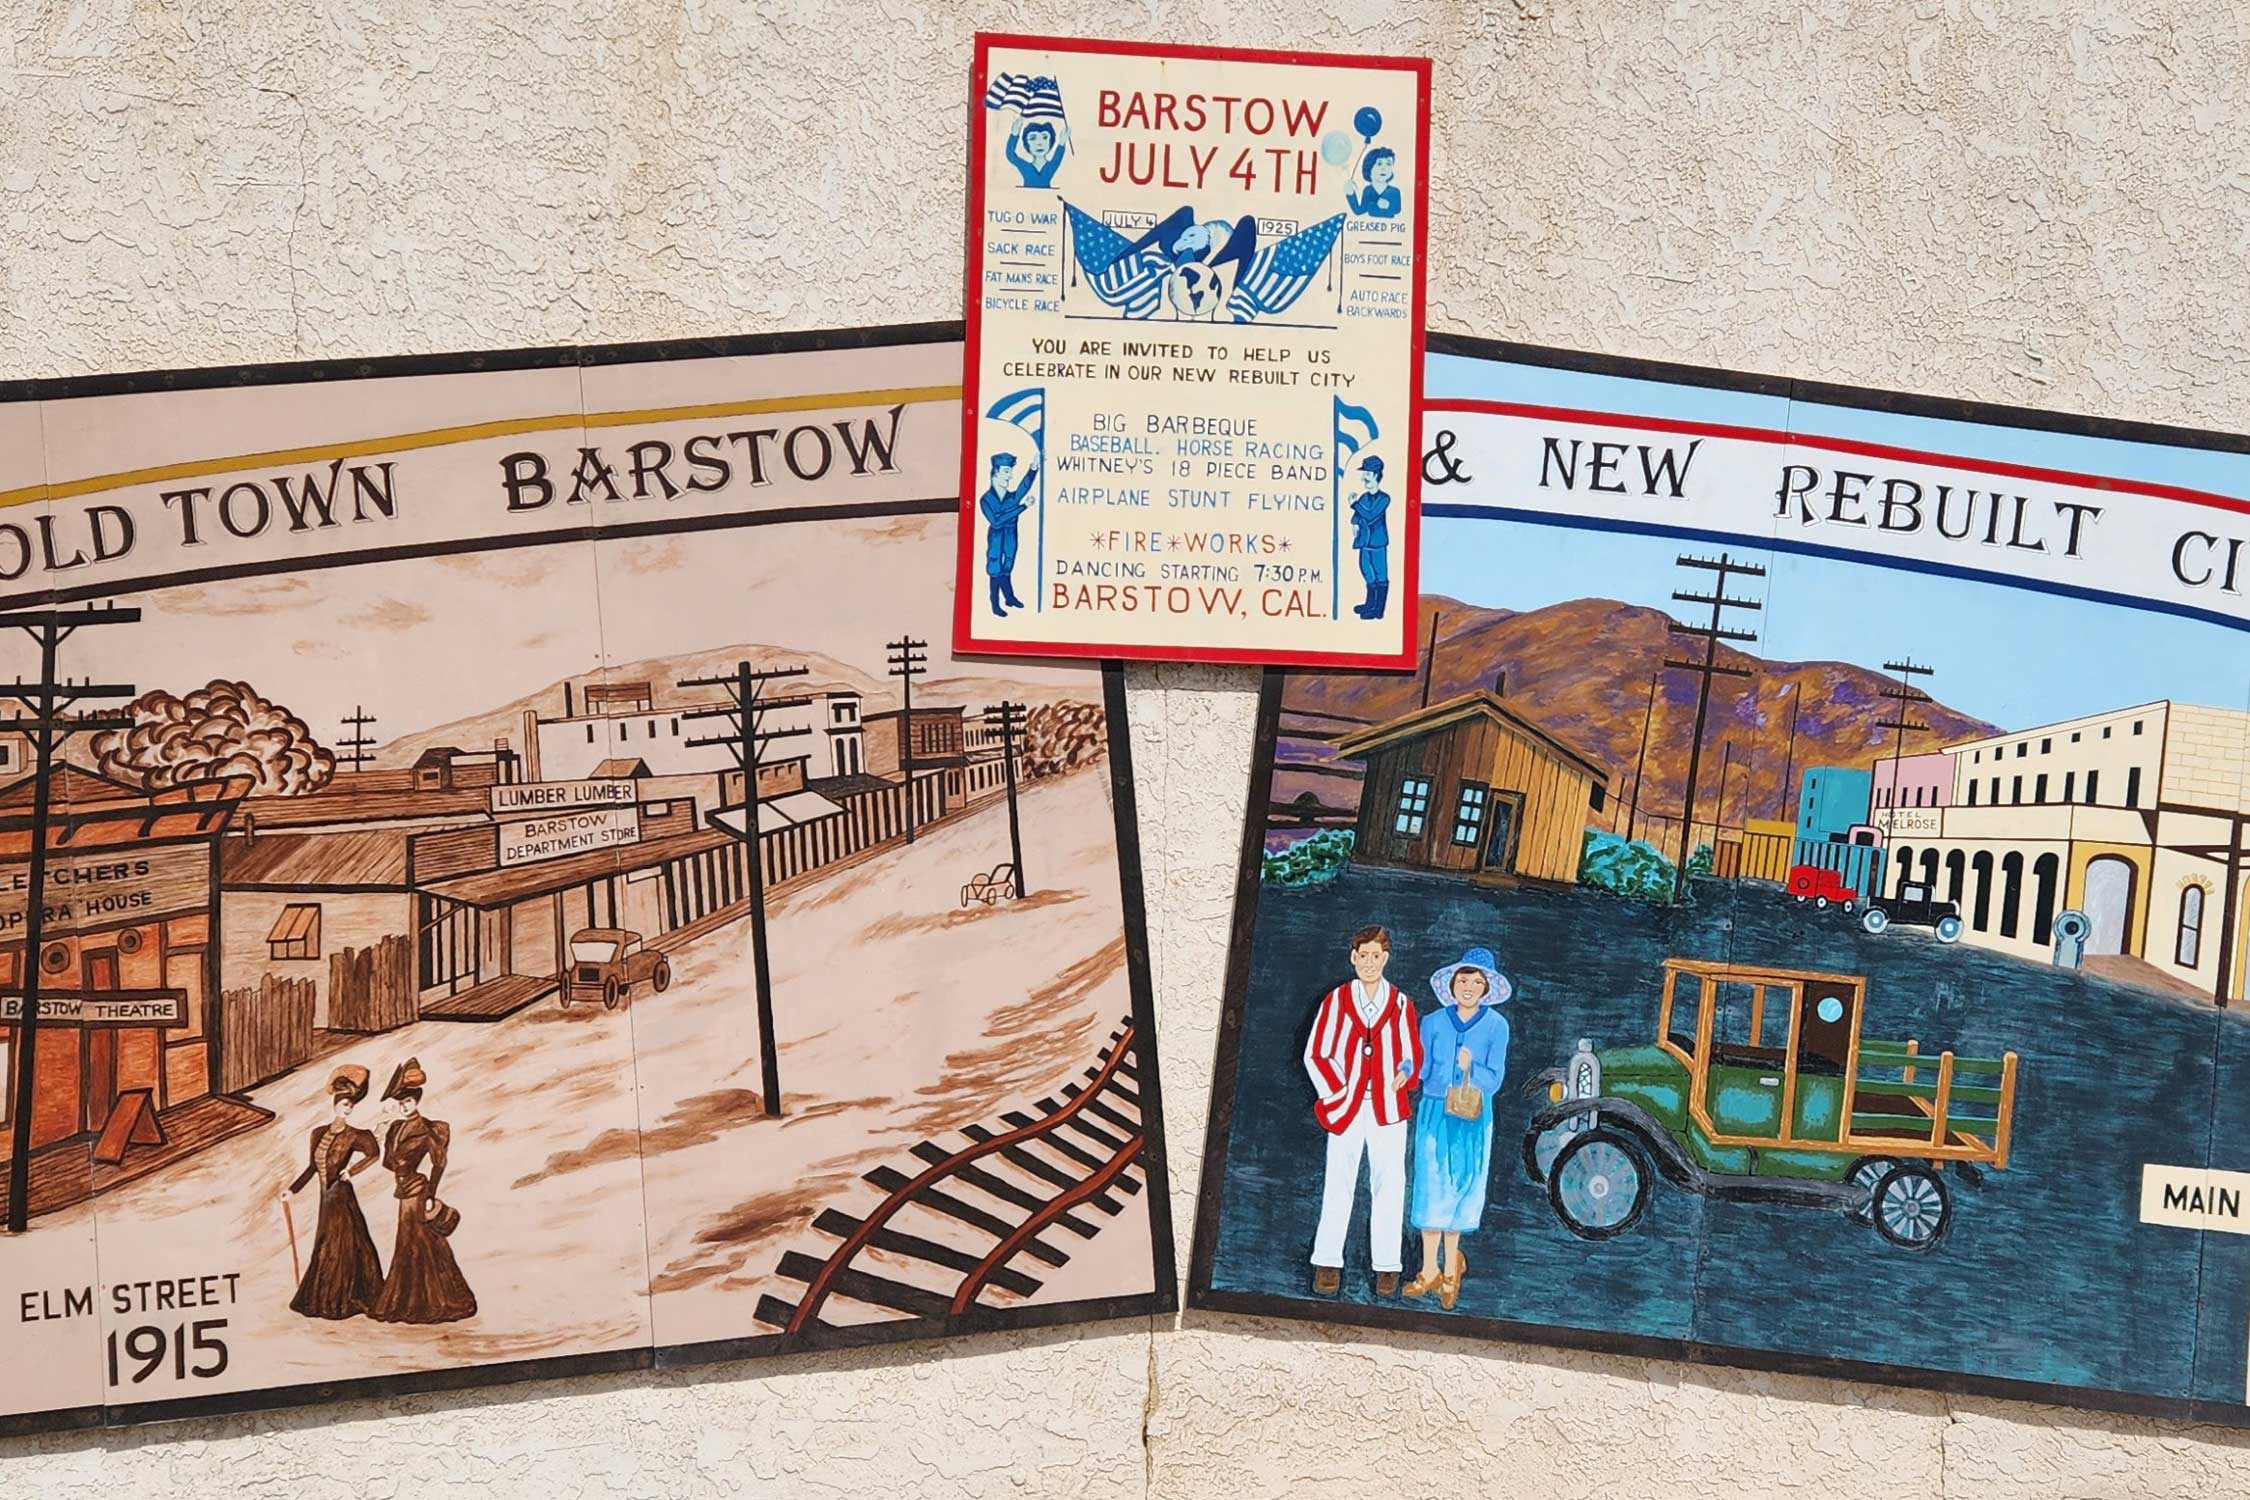 BARSTOW
JULY 4TH
JULY 4
1925
TUG O WAR
SACK RACE
FAT MANS RACE
BICYCLE RACE
GREASED PIG
BOYS FOOT RACE
AUTO RACE
BACKWARDS
YOU ARE INVITED TO HELP US
CELEBRATE IN OUR NEW REBUILT CITY
BIG BARBEQUE
BASEBALL. HORSE RACING
WHITNEY'S 18 PIECE BAND
AIRPLANE STUNT FLYING
*FIRE*WORKS*
DANCING STARTING 7:30 P.M.
BARSTOW, CAL.
OLD TOWN BARSTOW
LUMBER LUMBER
BARSTOW
DEPARTMENT STORE
LETCHERS
OPERA HOUSE
BARSTOW THEATRE
ELM STREET
1915
& NEW REBUILT CI
HOTEL
MELROSE
MAIN